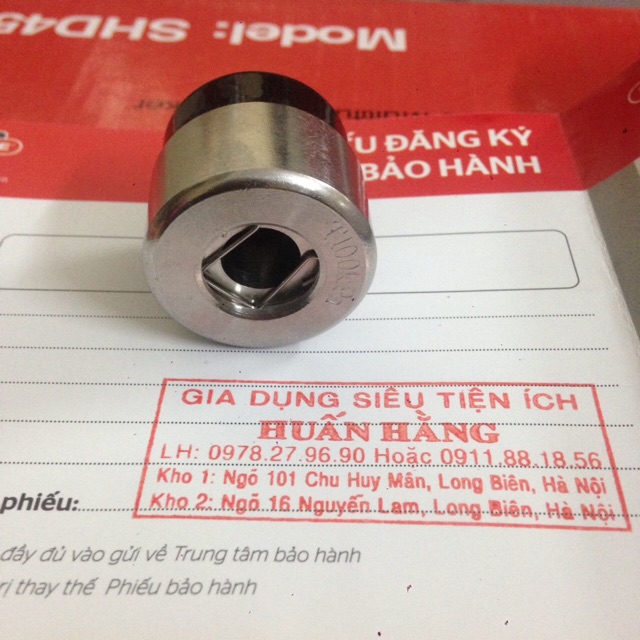 Model: SHD45
ĐĂNG KÝ
BẢO HÀNH
GIA DỤNG SIÊU TIỆN ÍCH
HUẤN HẰNG
LH: 0978.27.96.90 Hoặc 0911.88.18.56
Kho 1: Ngõ 101 Chu Huy Mân, Long Biên, Hà Nội
Kho 2: Ngõ 16 Nguyễn Lam, Long Biên, Hà Nội
phiếu:
đầy đủ vào gửi về Trung tâm bảo hành
thay thế Phiếu bảo hành